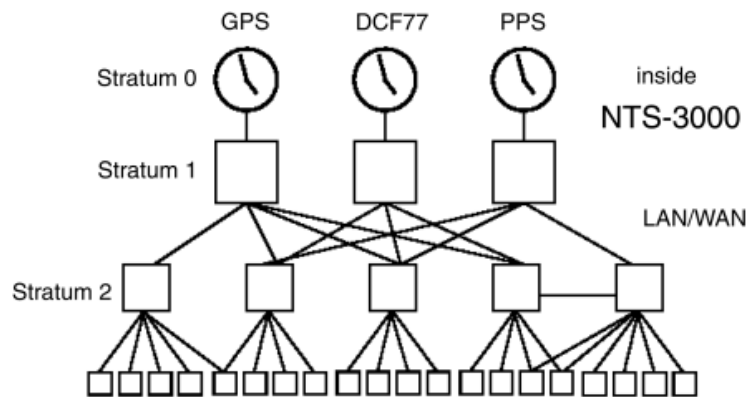 GPS DCF77 PPS
Stratum 0
inside
NTS-3000
Stratum 1
LAN/WAN
Stratum 2